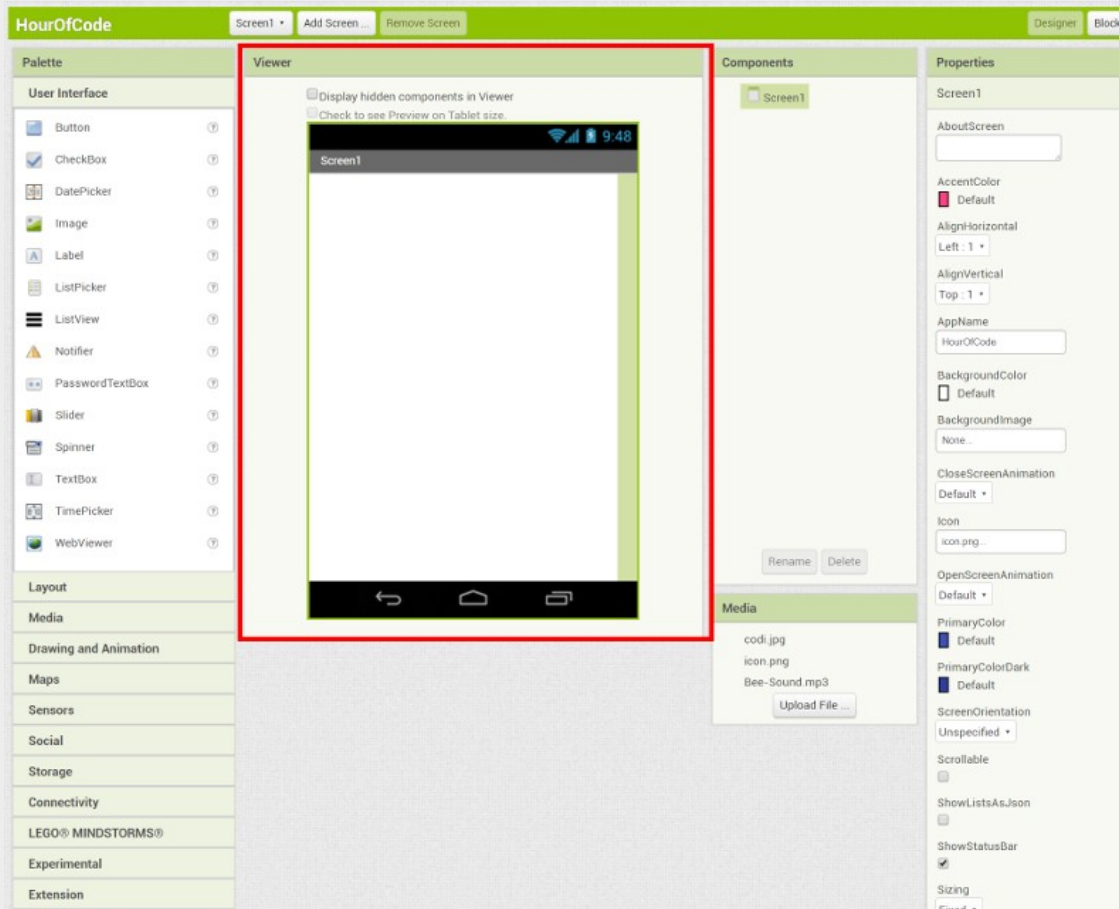 HourOfCode
Screen1
Add Screen ...
Remove Screen
Designer
Block
Palette
User Interface
Button
CheckBox
DatePicker
Image
Label
ListPicker
ListView
Notifier
PasswordTextBox
Slider
Spinner
TextBox
TimePicker
WebViewer
Layout
Media
Drawing and Animation
Maps
Sensors
Social
Storage
Connectivity
LEGO® MINDSTORMS®
Experimental
Extension
Viewer
Display hidden components in Viewer
Check to see Preview on Tablet size.
9:48
Screen1
Components
Screen1
Rename
Delete
Media
codi.jpg
icon.png
Bee-Sound.mp3
Upload File ...
Properties
Screen1
AboutScreen
AccentColor
Default
AlignHorizontal
Left : 1
AlignVertical
Top : 1
AppName
HourOfCode
BackgroundColor
Default
BackgroundImage
None...
CloseScreenAnimation
Default
Icon
icon.png...
OpenScreenAnimation
Default
PrimaryColor
Default
PrimaryColorDark
Default
ScreenOrientation
Unspecified
Scrollable
ShowListsAsJson
ShowStatusBar
Sizing
Fixed